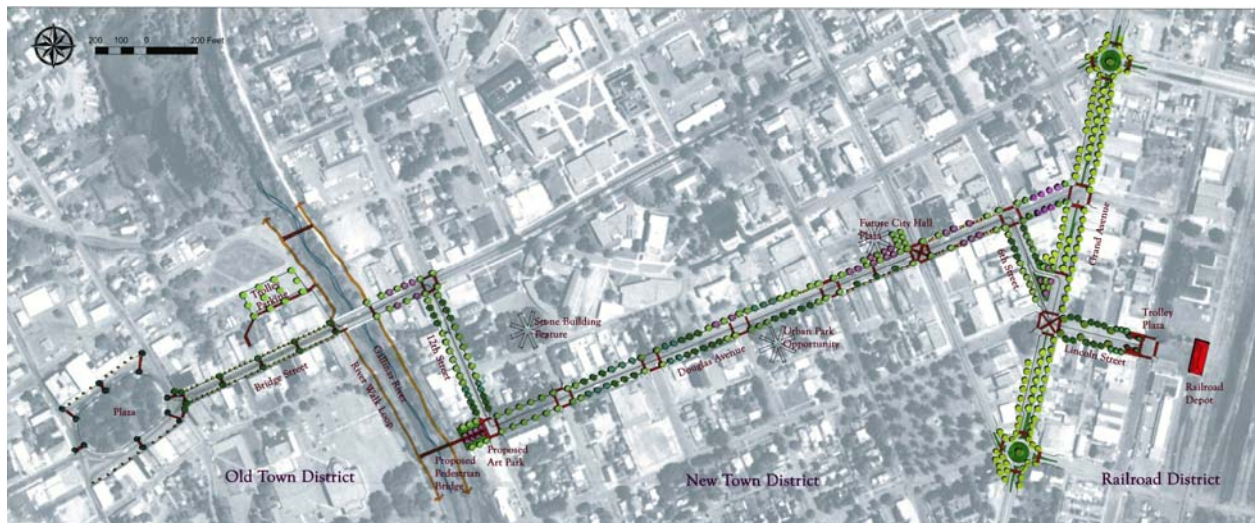 200 100 0 200 Feet
Future City Hall
Plaza
Grand Avenue
6th Street
Trolley
Parking
Trolley
Plaza
Stone Building
Feature
Urban Park
Opportunity
12th Street
Lincoln Street
Douglas Avenue
Bridge Street
Gallinas River
River Walk Loop
Railroad
Depot
Plaza
Proposed
Pedestrian
Bridge
Proposed
Art Park
Old Town District
New Town District
Railroad District